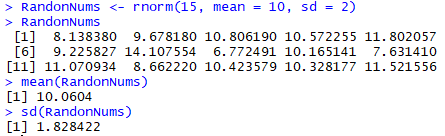 > RandonNums <- rnorm(15, mean = 10, sd = 2)
> RandonNums
[1] 8.138380 9.678180 10.806190 10.572255 11.802057
[6] 9.225827 14.107554 6.772491 10.165141 7.631410
[11] 11.070934 8.662220 10.423579 10.328177 11.521556
> mean(RandonNums)
[1] 10.0604
> sd(RandonNums)
[1] 1.828422